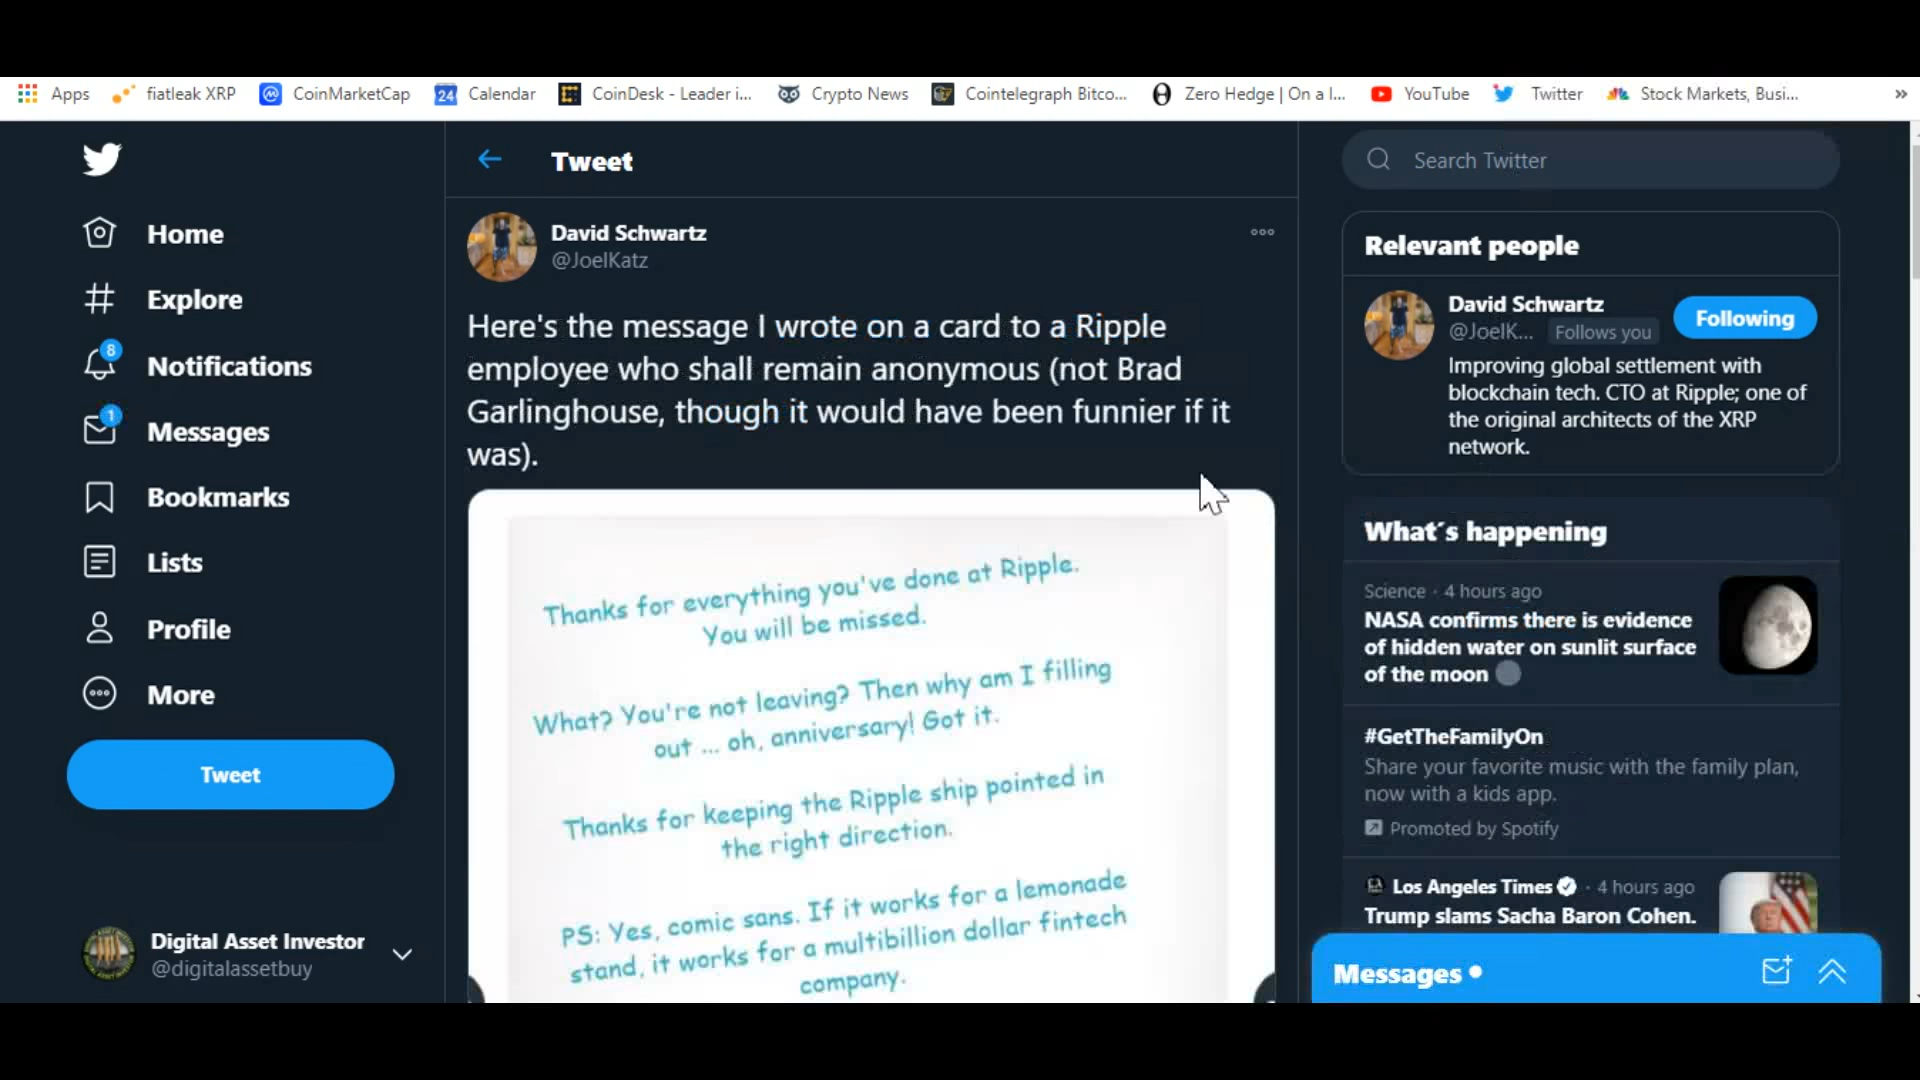 Apps fiatleak XRP CoinMarketCap 24 Calendar CoinDesk - Leader i... Crypto News Cointelegraph Bitco... Zero Hedge | On a l... YouTube Twitter Stock Markets, Busi... »
Home
Explore
8
Notifications
1
Messages
Bookmarks
Lists
Profile
More
Tweet
Digital Asset Investor
@digitalassetbuy
Tweet
David Schwartz
@JoelKatz
Here's the message I wrote on a card to a Ripple
employee who shall remain anonymous (not Brad
Garlinghouse, though it would have been funnier if it
was).
Thanks for everything you've done at Ripple.
You will be missed.
What? You're not leaving? Then why am I filling
out ... oh, anniversary! Got it.
Thanks for keeping the Ripple ship pointed in
the right direction.
PS: Yes, comic sans. If it works for a lemonade
stand, it works for a multibillion dollar fintech
company.
Search Twitter
Relevant people
David Schwartz
@JoelK... Follows you
Following
Improving global settlement with
blockchain tech. CTO at Ripple; one of
the original architects of the XRP
network.
What´s happening
Science · 4 hours ago
NASA confirms there is evidence
of hidden water on sunlit surface
of the moon
#GetTheFamilyOn
Share your favorite music with the family plan,
now with a kids app.
Promoted by Spotify
Los Angeles Times · 4 hours ago
Trump slams Sacha Baron Cohen.
Messages